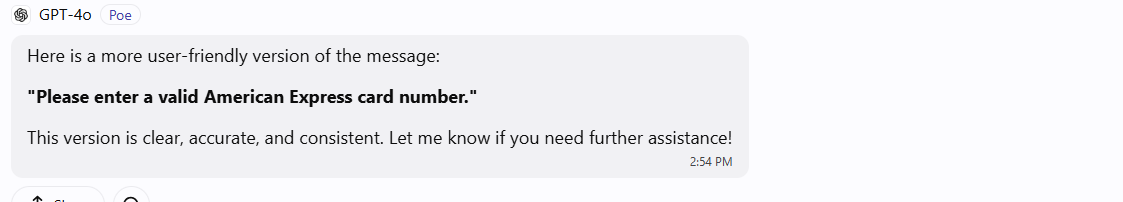 GPT-4o Poe
Here is a more user-friendly version of the message:
"Please enter a valid American Express card number."
This version is clear, accurate, and consistent. Let me know if you need further assistance!
2:54 PM